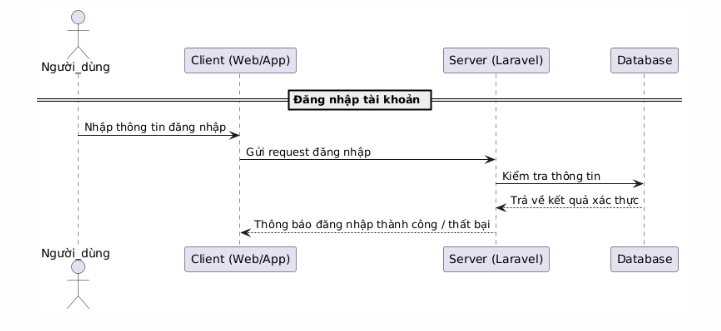 Người_dùng
Client (Web/App)
Server (Laravel)
Database
Đăng nhập tài khoản
Nhập thông tin đăng nhập
Gửi request đăng nhập
Kiểm tra thông tin
Trả về kết quả xác thực
Thông báo đăng nhập thành công / thất bại
Người_dùng
Client (Web/App)
Server (Laravel)
Database